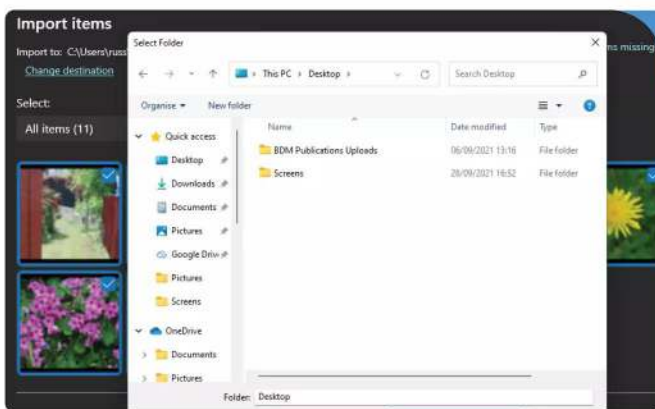 Import items
Import to: C:\Users\russ
Change destination
ms missing
Select:
All items (11)
Select Folder
This PC › Desktop ›
Search Desktop
Organise
New folder
Name
Date modified
Type
Quick access
Desktop
Downloads
Documents
Pictures
Google Driv
Pictures
Screens
OneDrive
Documents
Pictures
BDM Publications Uploads 06/09/2021 13:16 File folder
Screens 28/09/2021 16:52 File folder
Folder: Desktop